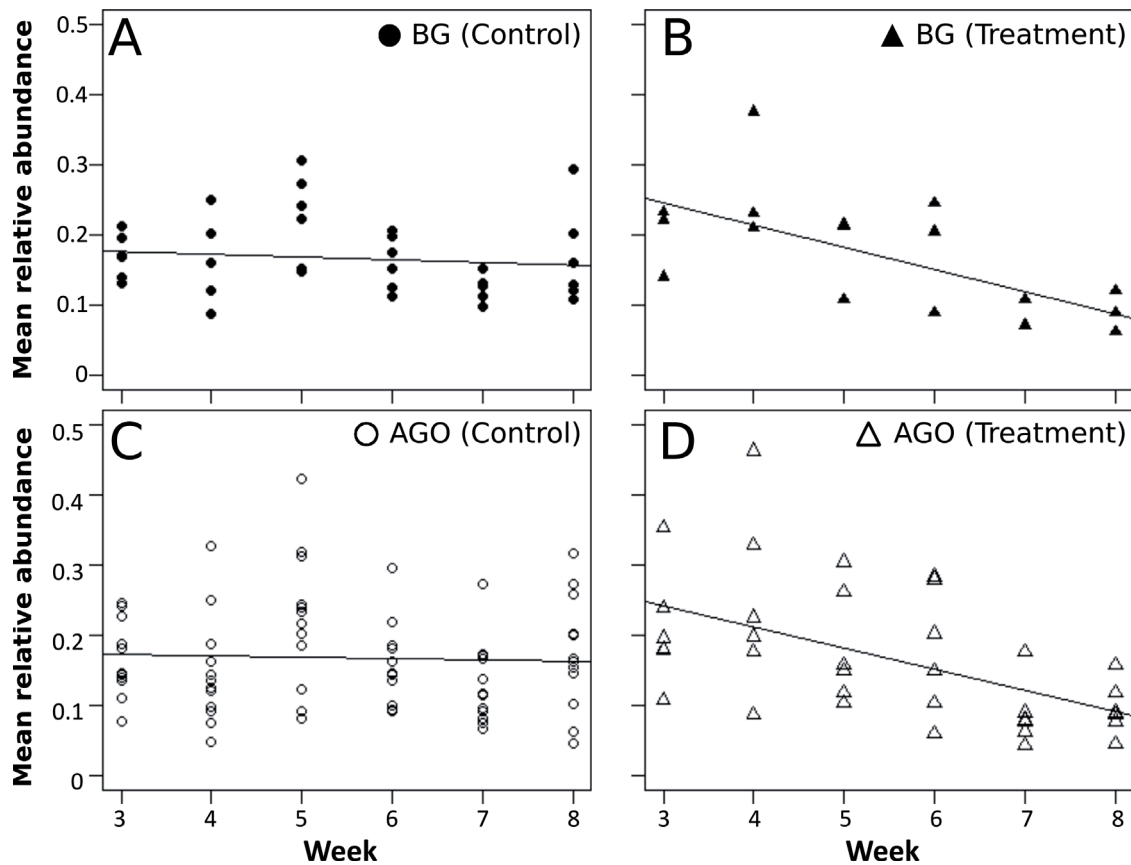 A
BG (Control)
B
BG (Treatment)
Mean relative abundance
0.5
0.4
0.3
0.2
0.1
0
C
AGO (Control)
D
AGO (Treatment)
Mean relative abundance
0.5
0.4
0.3
0.2
0.1
0
3 4 5 6 7 8
3 4 5 6 7 8
Week
Week